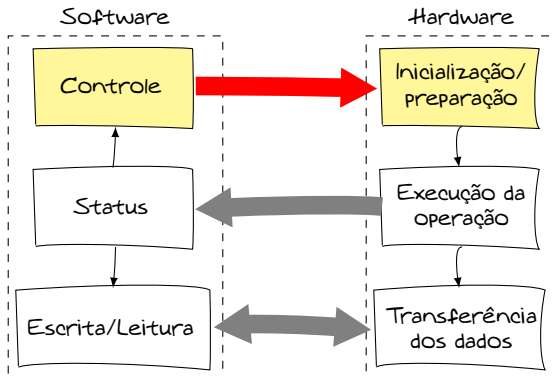 Software
Hardware
Controle
Inicialização/
preparação
Status
Execução da
operação
Escrita/Leitura
Transferência
dos dados